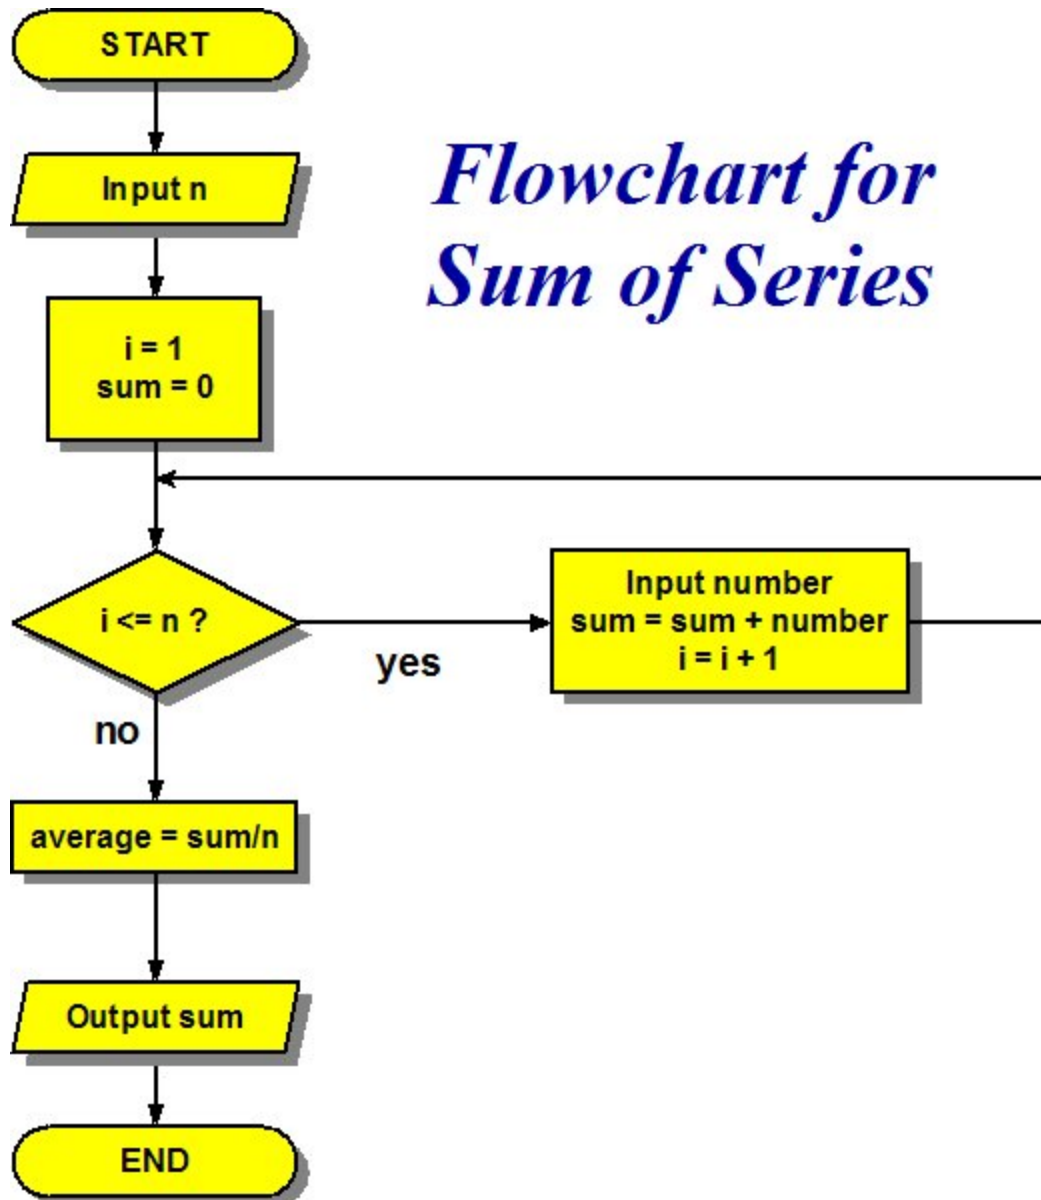 START
Input n
Flowchart for
Sum of Series
i = 1
sum = 0
i <= n ?
yes
Input number
sum = sum + number
i = i + 1
no
average = sum/n
Output sum
END